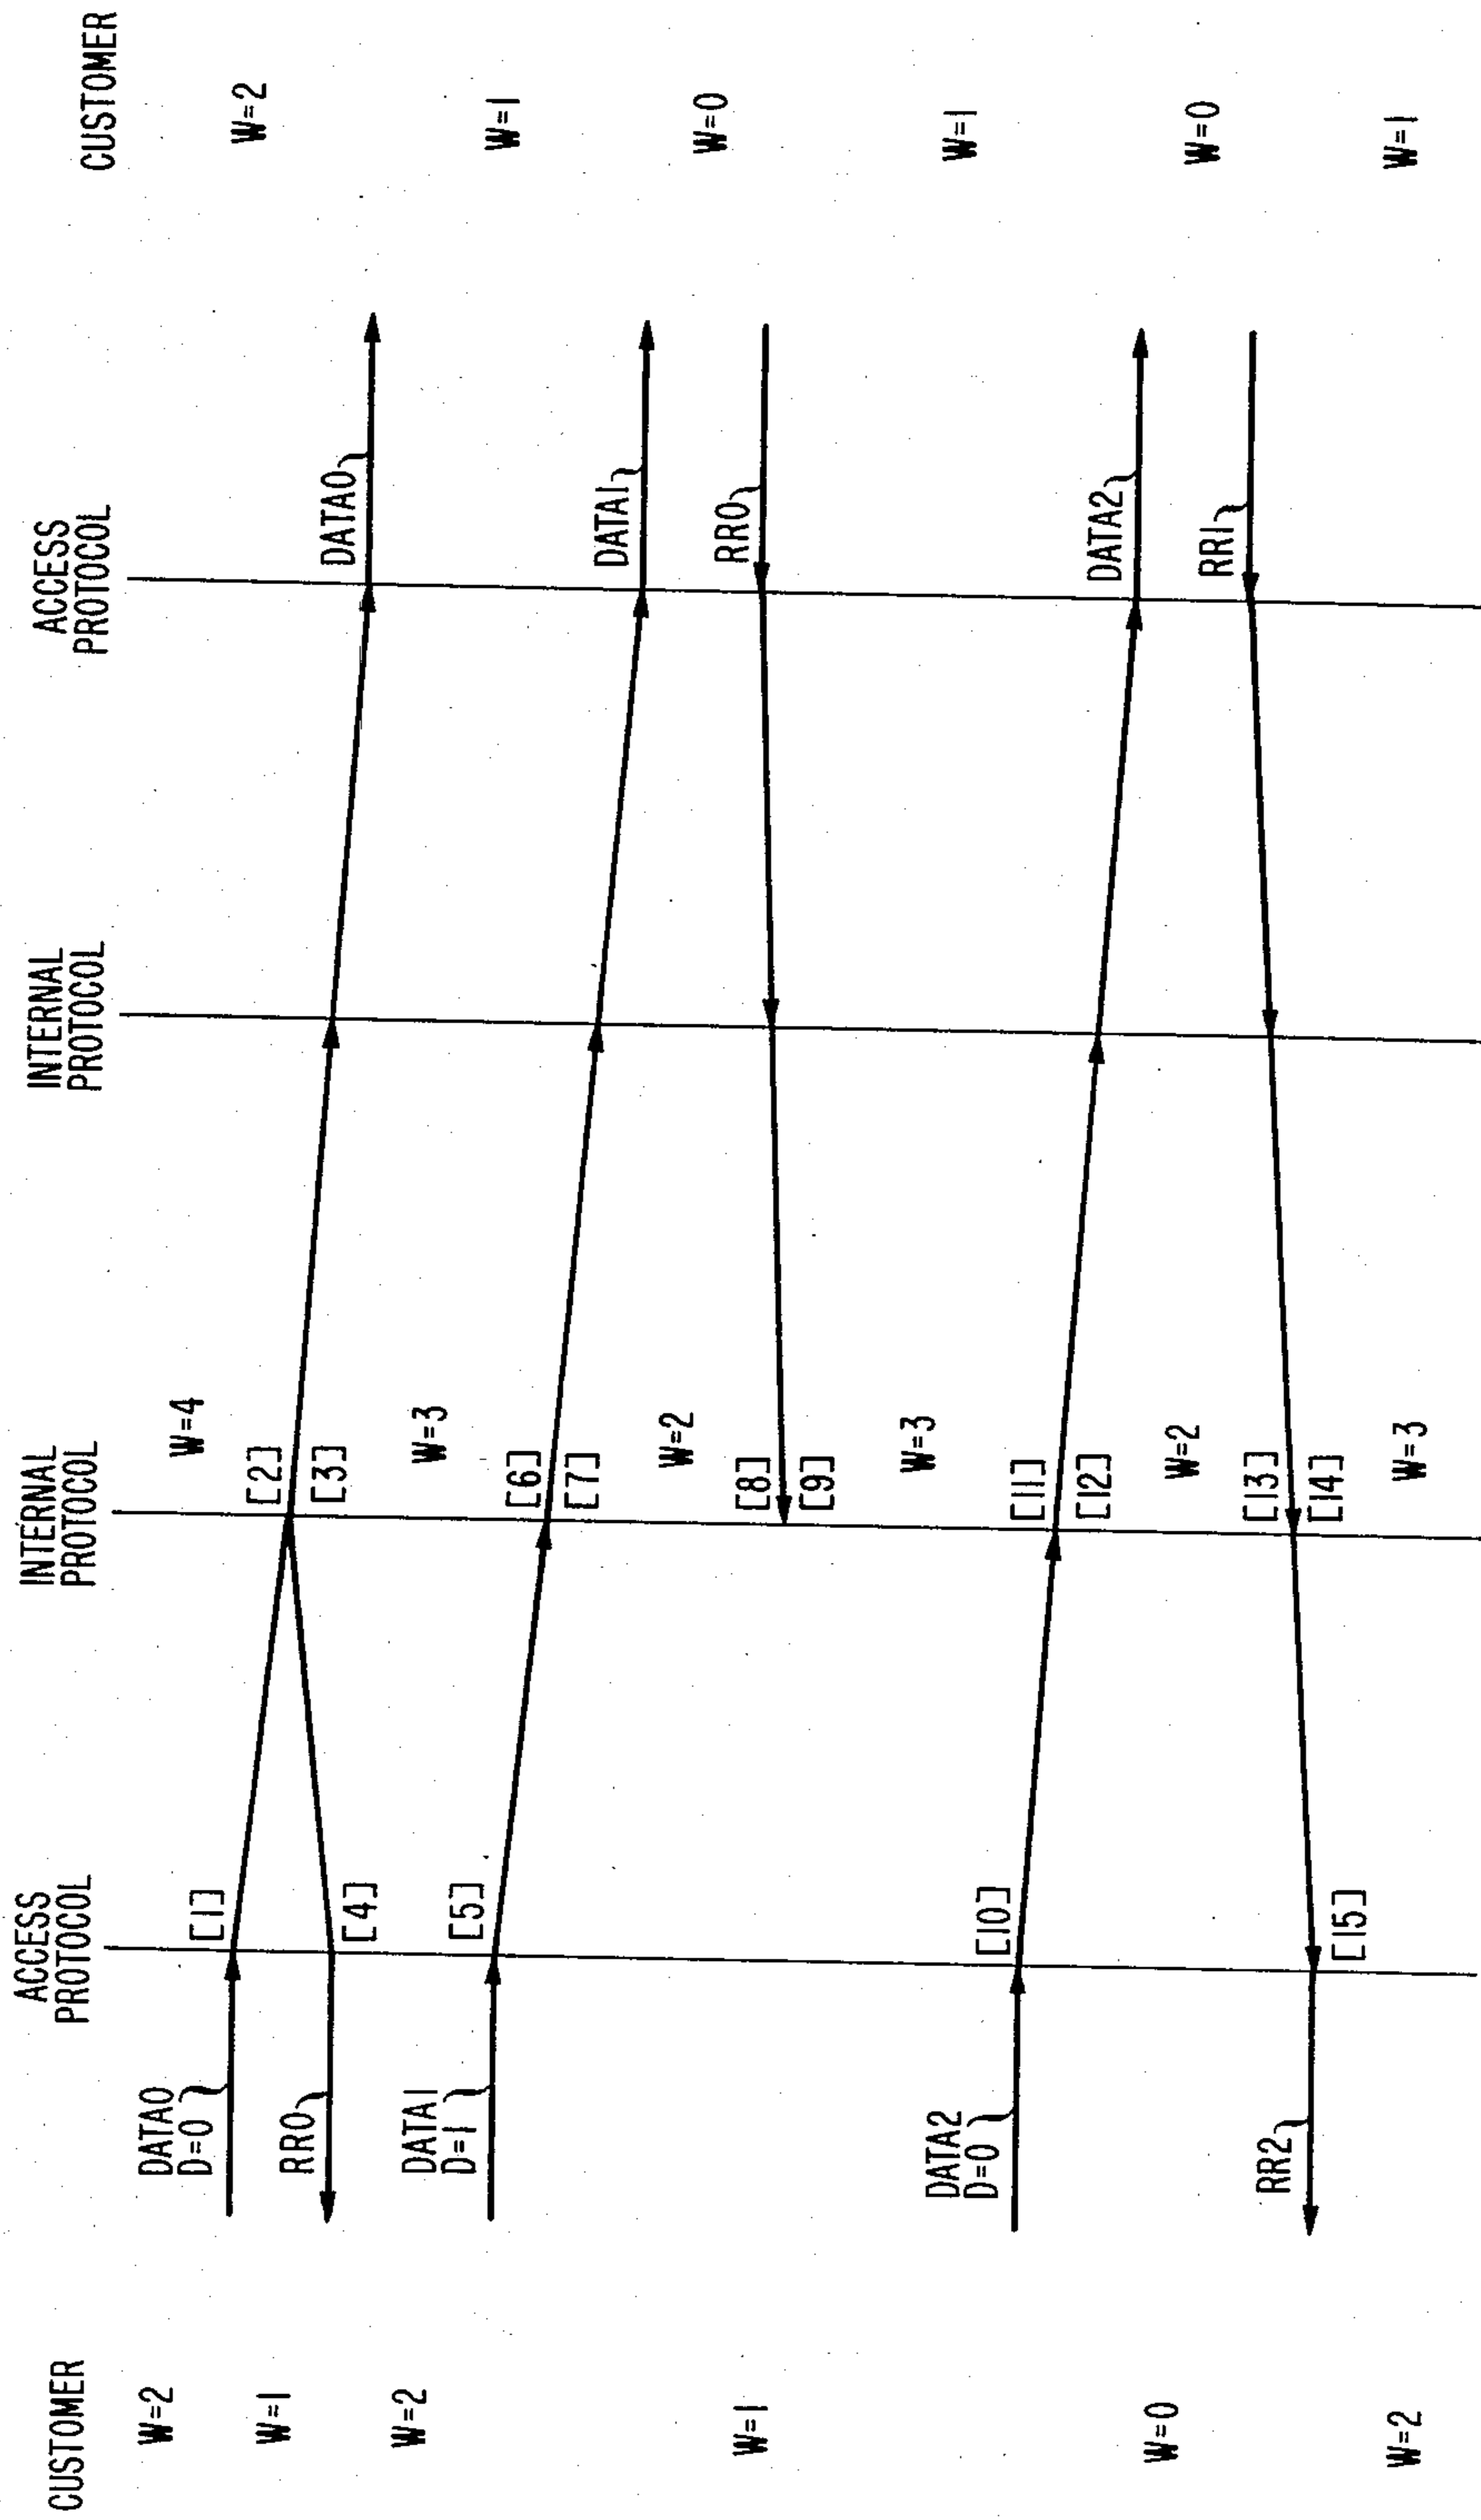 CUSTOMER
ACCESS
PROTOCOL
INTERNAL
PROTOCOL
INTERNAL
PROTOCOL
ACCESS
PROTOCOL
CUSTOMER
W=2
DATA0
D=0
[1]
W=4
W=2
W=1
RR0
[2]
[3]
DATA0
[4]
W=2
DATA1
D=1
[5]
W=3
W=1
[6]
[7]
DATA1
W=1
W=2
W=0
[8]
RR0
[9]
W=3
W=1
DATA2
D=0
[10]
[11]
[12]
DATA2
W=0
W=2
W=0
RR1
[13]
[14]
RR2
[15]
W=2
W=3
W=1